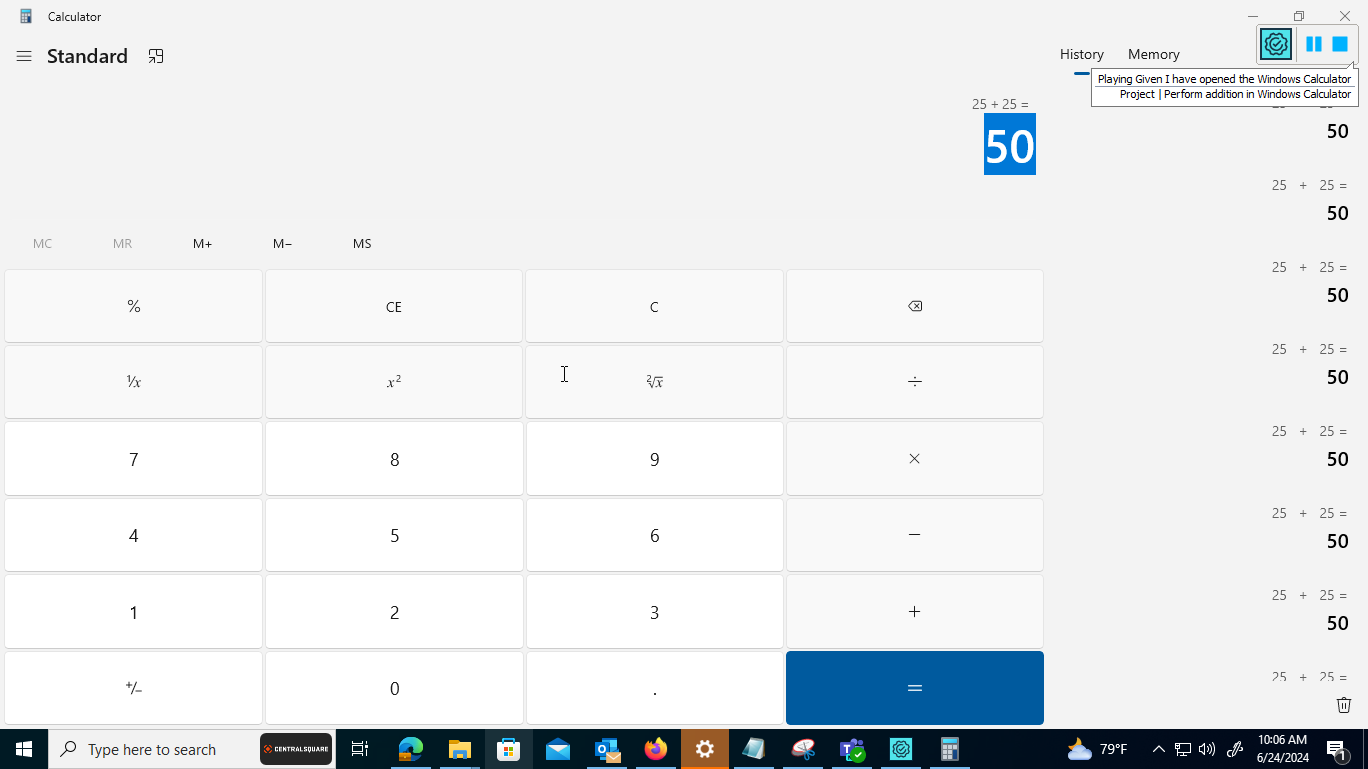 Calculator
Standard
History Memory
Playing Given I have opened the Windows Calculator
Project | Perform addition in Windows Calculator
25 + 25 =
50
50
25 + 25 =
50
25 + 25 =
50
25 + 25 =
50
25 + 25 =
50
25 + 25 =
50
25 + 25 =
50
25 + 25 =
MC MR M+ M− MS
% CE C
¹⁄x x² ²√x ÷
7 8 9 ×
4 5 6 −
1 2 3 +
+/− 0 . =
Type here to search
CENTRALSQUARE
79°F
10:06 AM
6/24/2024
1